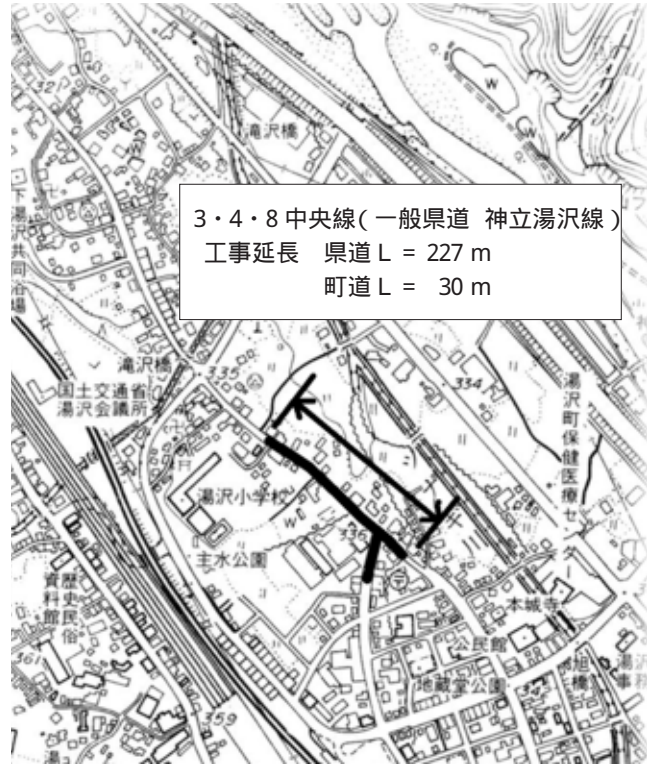 321
滝沢橋
3・4・8 中央線(一般県道 神立湯沢線)
工事延長 県道 L = 227 m
町道 L = 30 m
下湯沢共同浴場
滝沢橋
335
334
国土交通省
湯沢会議所
湯沢町保健医療センター
湯沢小学校
W
W
W
336
主水公園
歴史民俗
資料館
本城寺
公民館
地蔵堂公園
旭橋
361
359